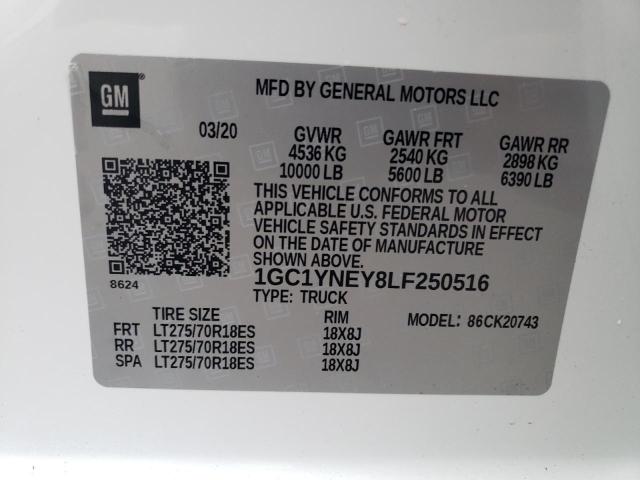 GM
MFD BY GENERAL MOTORS LLC
03/20 GVWR GAWR FRT GAWR RR
4536 KG 2540 KG 2898 KG
10000 LB 5600 LB 6390 LB
THIS VEHICLE CONFORMS TO ALL
APPLICABLE U.S. FEDERAL MOTOR
VEHICLE SAFETY STANDARDS IN EFFECT
ON THE DATE OF MANUFACTURE
SHOWN ABOVE.
8624
1GC1YNEY8LF250516
TYPE: TRUCK
TIRE SIZE RIM MODEL: 86CK20743
FRT LT275/70R18ES 18X8J
RR LT275/70R18ES 18X8J
SPA LT275/70R18ES 18X8J